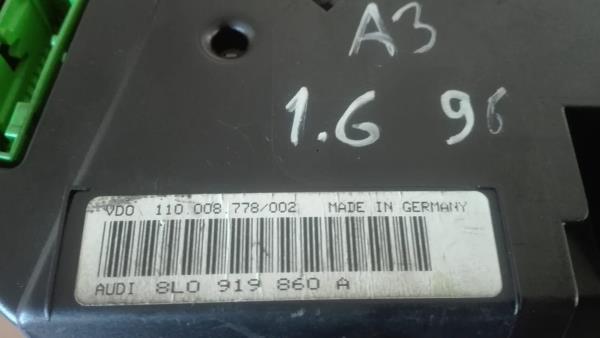 A3
1.6 96
VDO 110.008.778/002 MADE IN GERMANY
AUDI 8L0 919 860 A